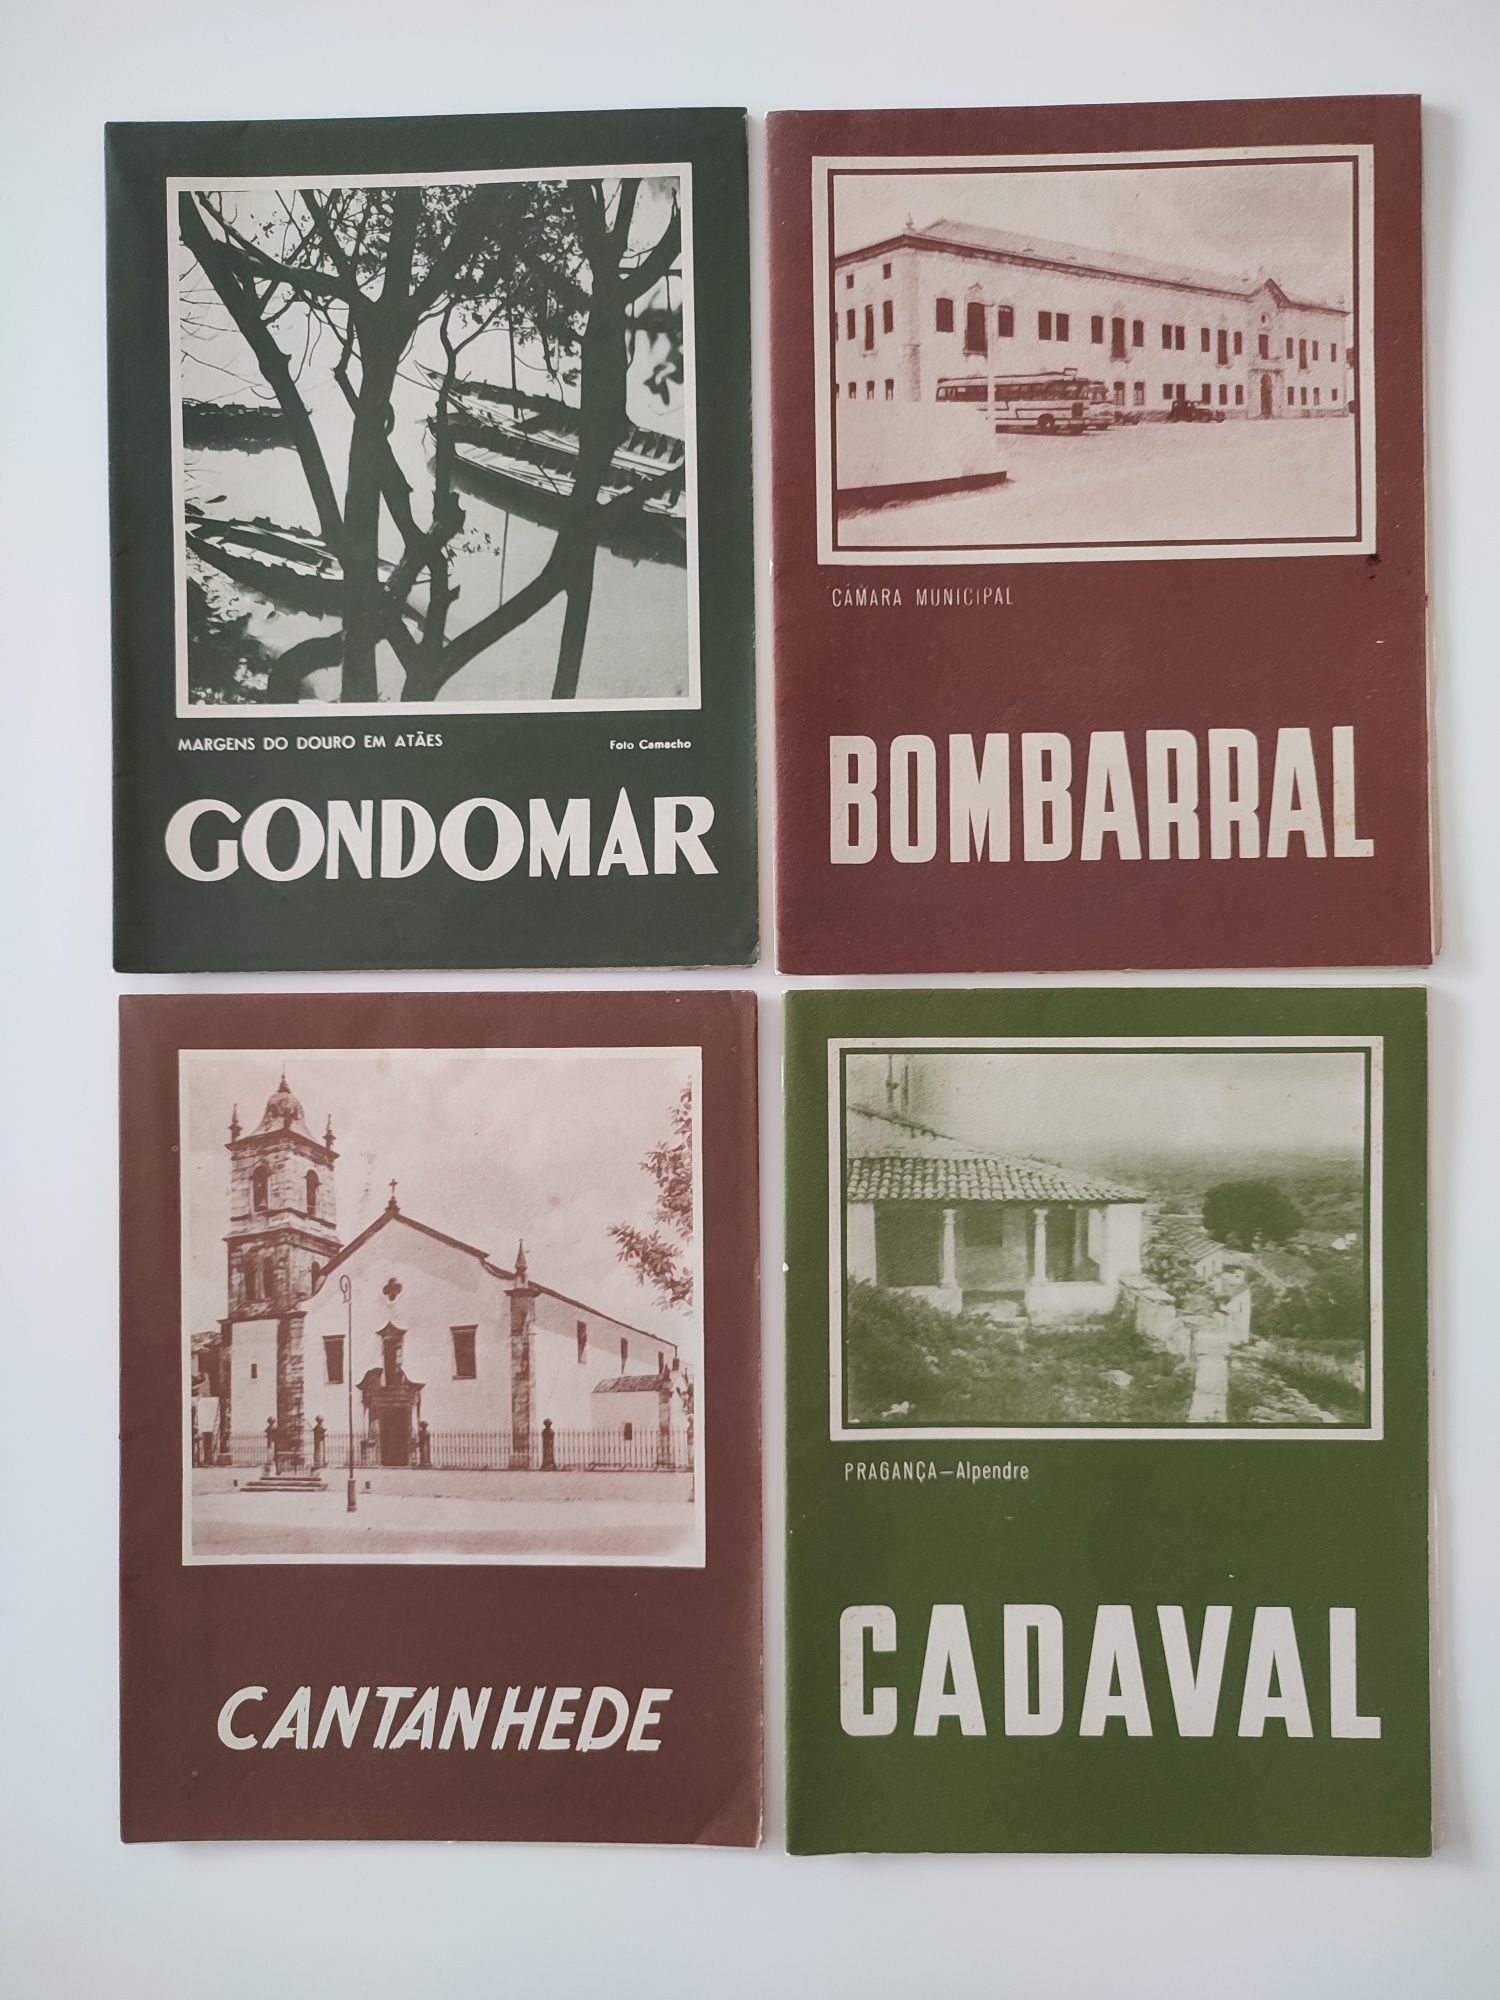 MARGENS DO DOURO EM ATÃES
Foto Camacho
GONDOMAR
CÂMARA MUNICIPAL
BOMBARRAL
CANTANHEDE
PRAGANÇA—Alpendre
CADAVAL